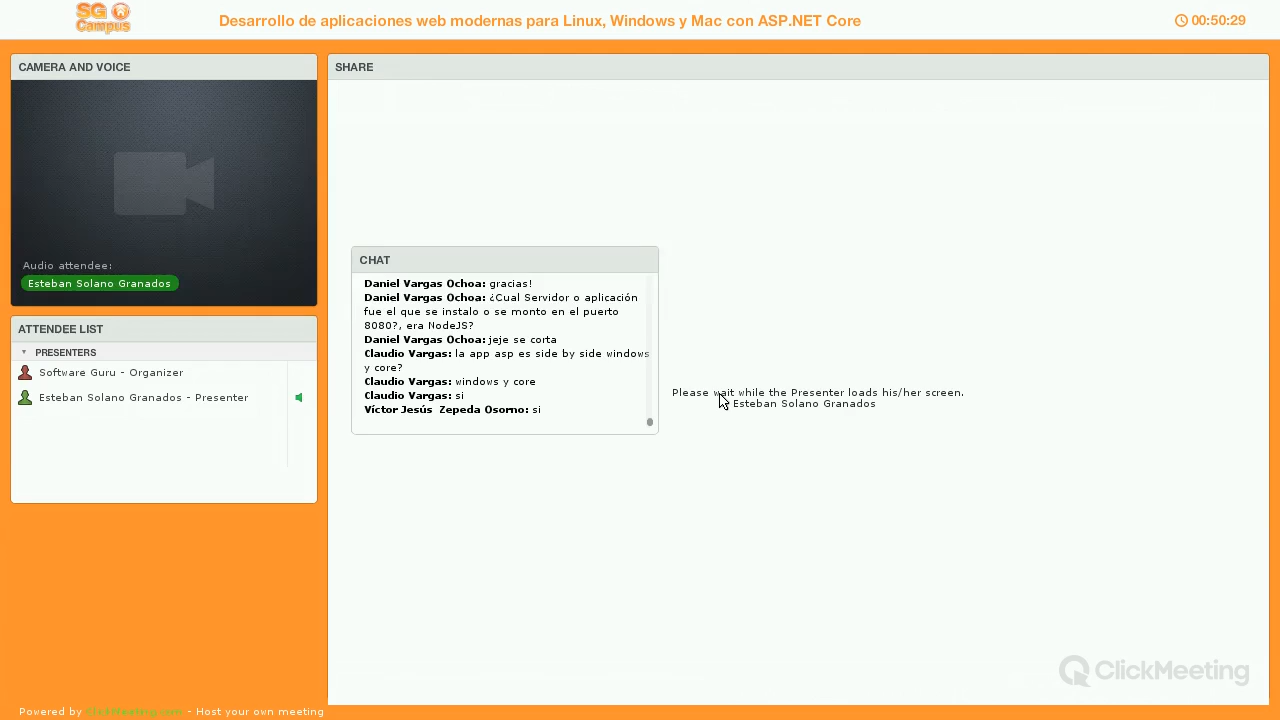 SG Campus
Desarrollo de aplicaciones web modernas para Linux, Windows y Mac con ASP.NET Core
00:50:29
CAMERA AND VOICE
Audio attendee:
Esteban Solano Granados
ATTENDEE LIST
PRESENTERS
Software Guru - Organizer
Esteban Solano Granados - Presenter
SHARE
CHAT
Daniel Vargas Ochoa: gracias!
Daniel Vargas Ochoa: ¿Cual Servidor o aplicación
fue el que se instalo o se monto en el puerto
8080?, era NodeJS?
Daniel Vargas Ochoa: jeje se corta
Claudio Vargas: la app asp es side by side windows
y core?
Claudio Vargas: windows y core
Claudio Vargas: si
Víctor Jesús Zepeda Osorno: si
Please wait while the Presenter loads his/her screen.
Esteban Solano Granados
ClickMeeting
Powered by ClickMeeting.com - Host your own meeting